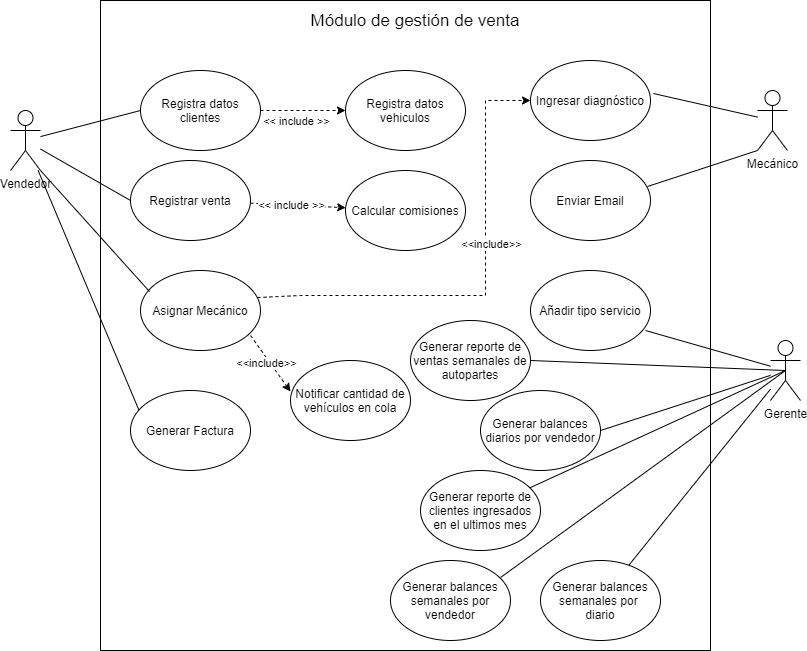 Módulo de gestión de venta
Registra datos
clientes
<< include >>
Registra datos
vehiculos
Ingresar diagnóstico
Mecánico
Vendedor
Registrar venta
<< include >>
Calcular comisiones
Enviar Email
<<include>>
Asignar Mecánico
Añadir tipo servicio
<<include>>
Generar reporte de
ventas semanales de
autopartes
Notificar cantidad de
vehículos en cola
Gerente
Generar Factura
Generar balances
diarios por vendedor
Generar reporte de
clientes ingresados
en el ultimos mes
Generar balances
semanales por
vendedor
Generar balances
semanales por
diario